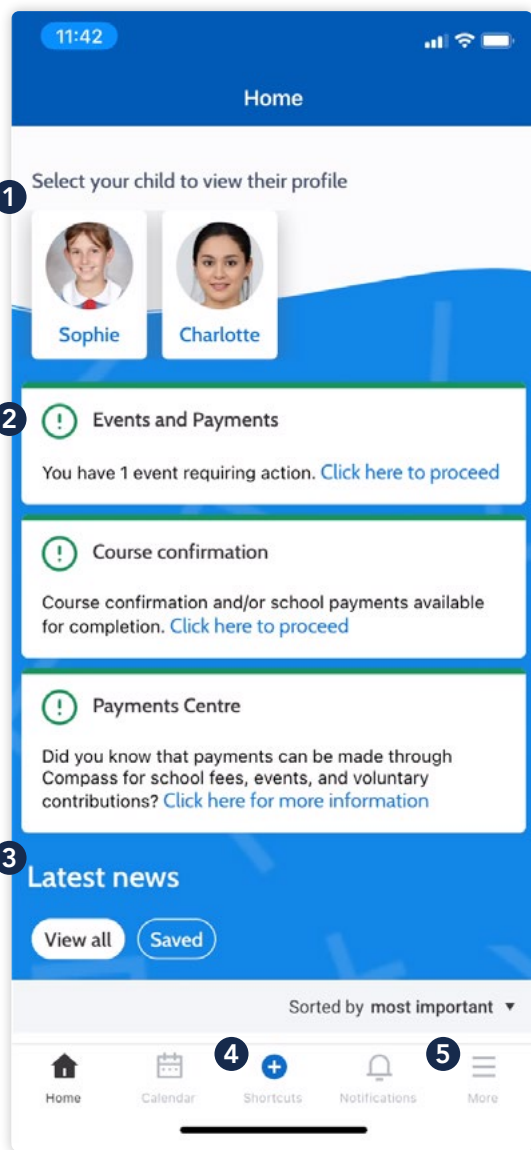 11:42
Home
1
Select your child to view their profile
Sophie
Charlotte
2
Events and Payments
You have 1 event requiring action. Click here to proceed
Course confirmation
Course confirmation and/or school payments available
for completion. Click here to proceed
Payments Centre
Did you know that payments can be made through
Compass for school fees, events, and voluntary
contributions? Click here for more information
3
Latest news
View all
Saved
Sorted by most important
4
5
Home
Calendar
Shortcuts
Notifications
More